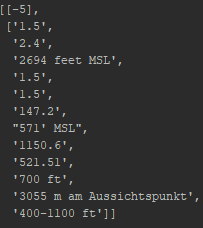 [[-5],
['1.5',
'2.4',
'2694 feet MSL',
'1.5',
'1.5',
'147.2',
"571' MSL",
'1150.6',
'521.51',
'700 ft',
'3055 m am Aussichtspunkt',
'400-1100 ft']]